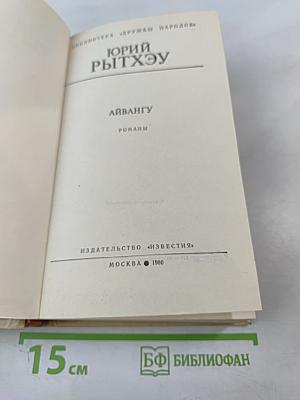 БИБЛИОТЕКА «ДРУЖБЫ НАРОДОВ»
ЮРИЙ
РЫТХЭУ
АЙВАНГУ
РОМАНЫ
ИЗДАТЕЛЬСТВО «ИЗВЕСТИЯ»
МОСКВА ● 1980
15 см
БФ БИБЛИОФАН